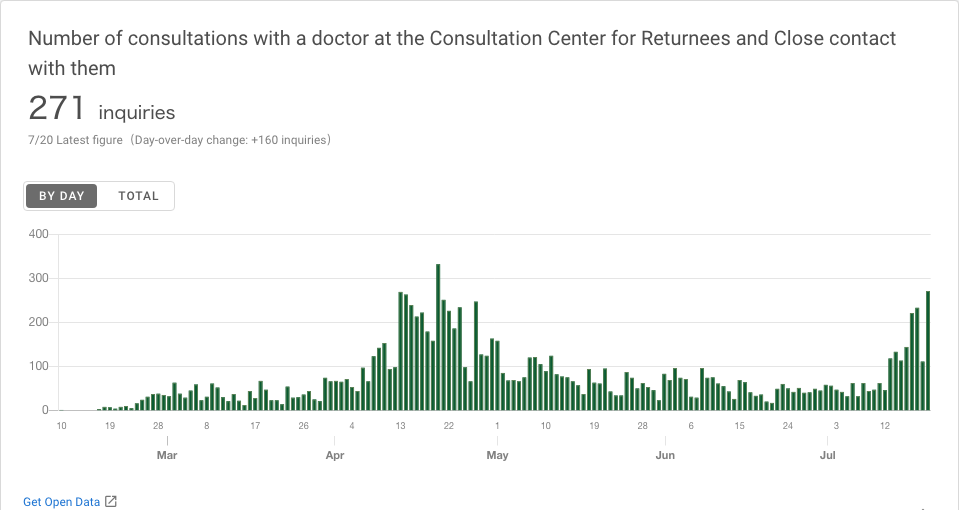 Number of consultations with a doctor at the Consultation Center for Returnees and Close contact
with them
271 inquiries
7/20 Latest figure（Day-over-day change: +160 inquiries）
BY DAY TOTAL
400
300
200
100
0
10 19 28 8 17 26 4 13 22 1 10 19 28 6 15 24 3 12
Mar Apr May Jun Jul
Get Open Data